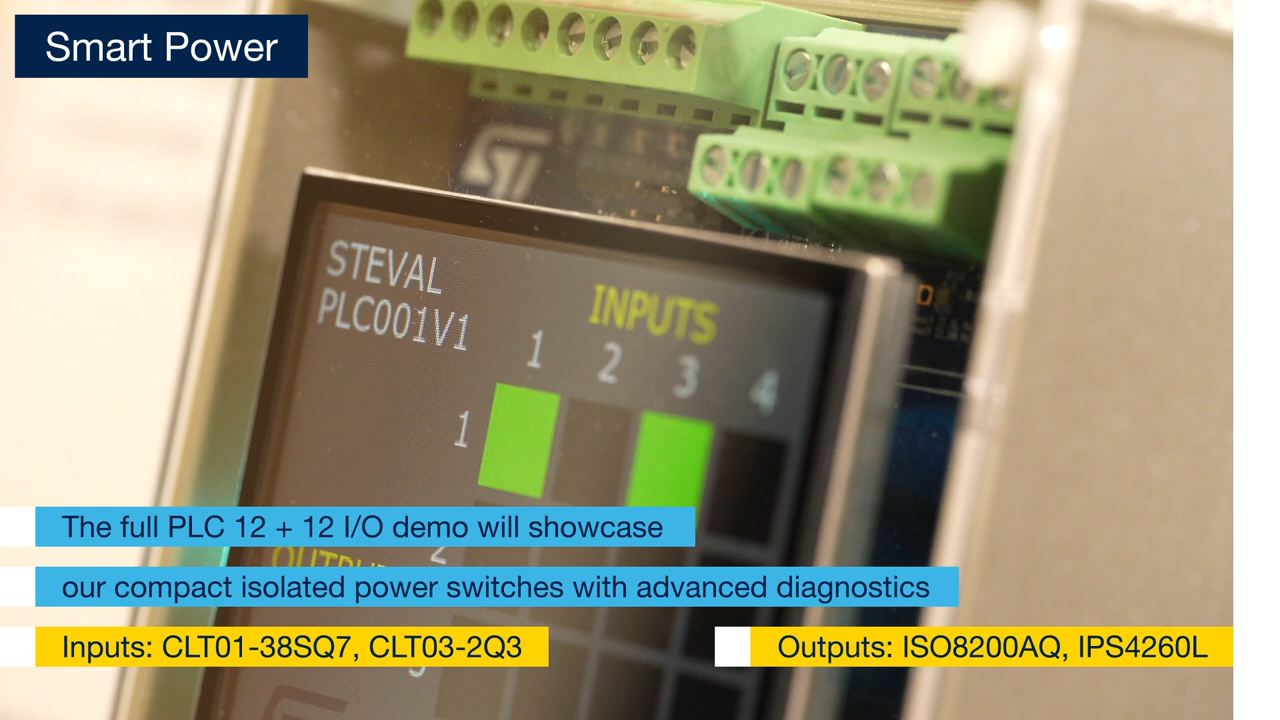 Smart Power
STEVAL
PLC001V1
INPUTS
1 2 3 4
1
The full PLC 12 + 12 I/O demo will showcase
2
our compact isolated power switches with advanced diagnostics
Inputs: CLT01-38SQ7, CLT03-2Q3
Outputs: ISO8200AQ, IPS4260L